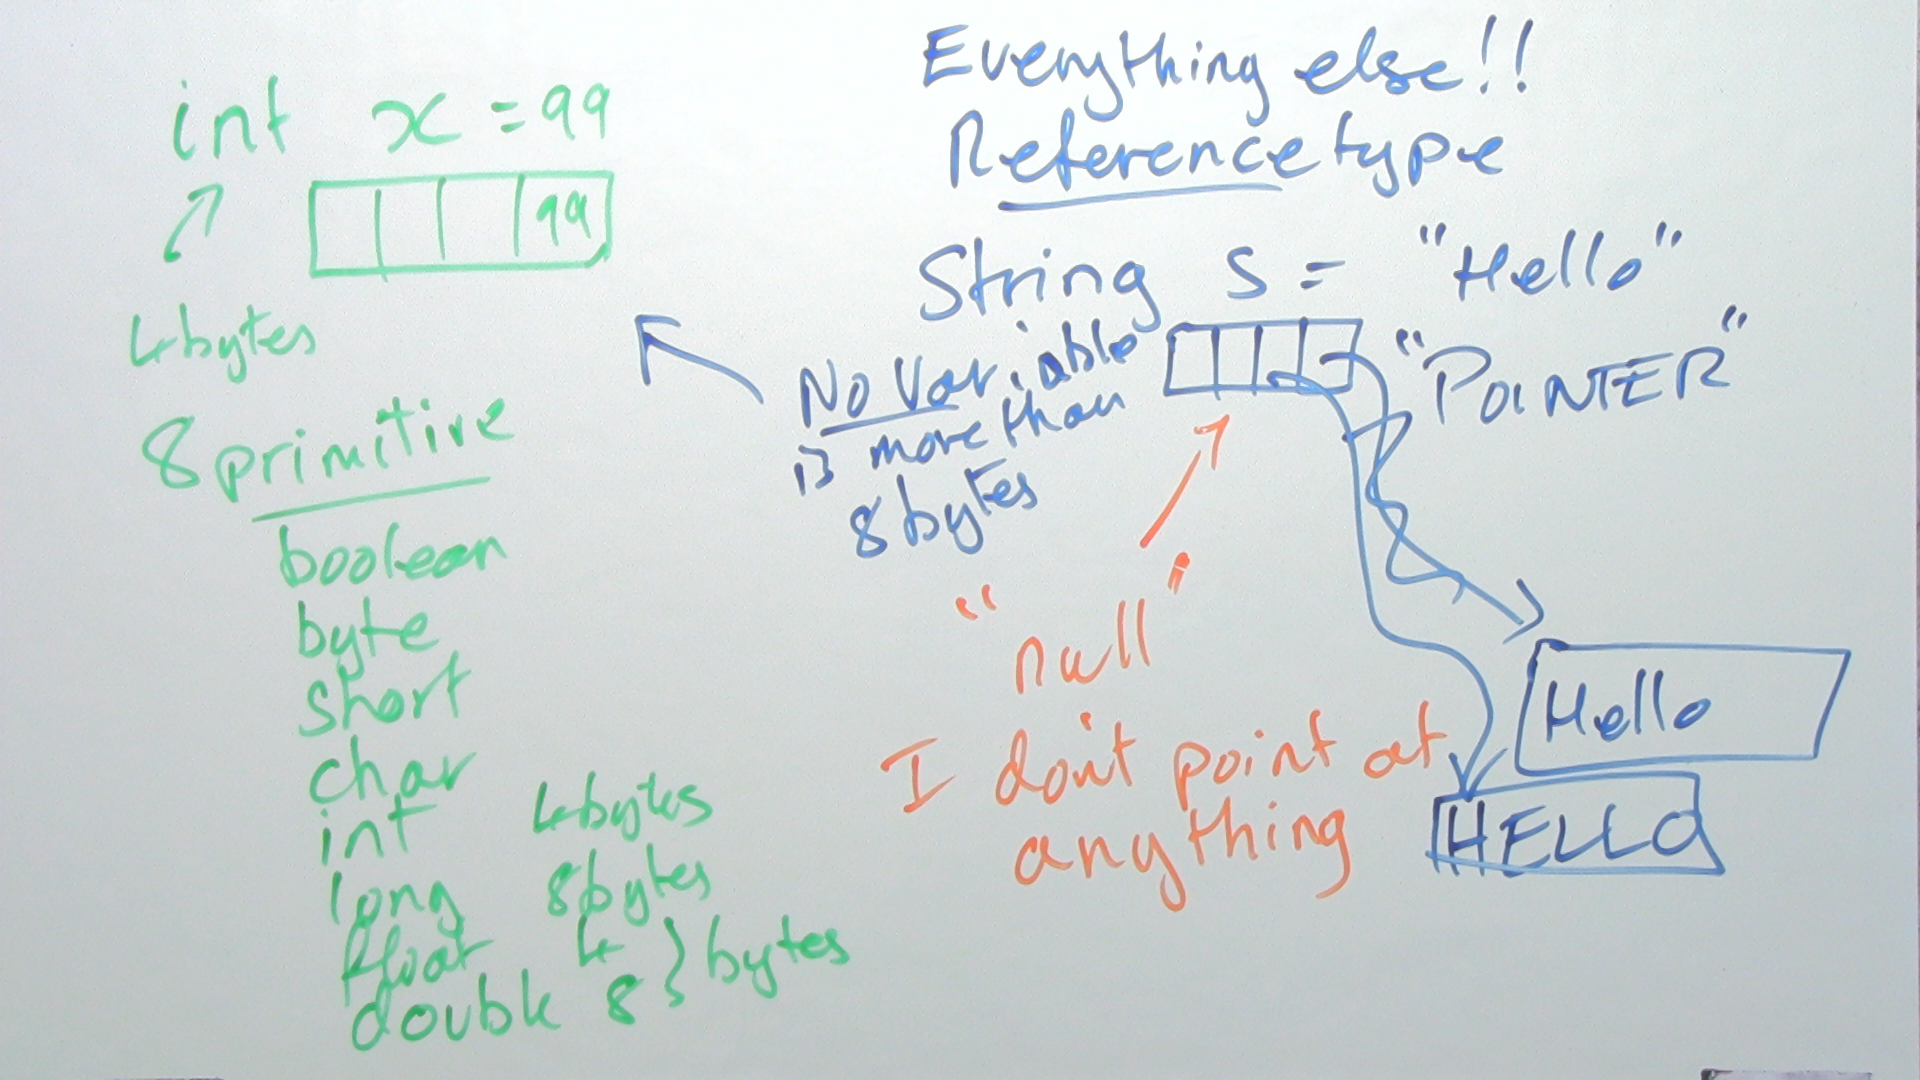 int x = 99
99
4bytes
8 primitive
boolean
byte
short
char
int 4bytes
long 8bytes
float 4
double 8 } bytes
Everything else!!
Reference type
String s = "Hello"
"POINTER"
No Variable
is more than
8 bytes
"null"
I don't point at
anything
Hello
HELLO